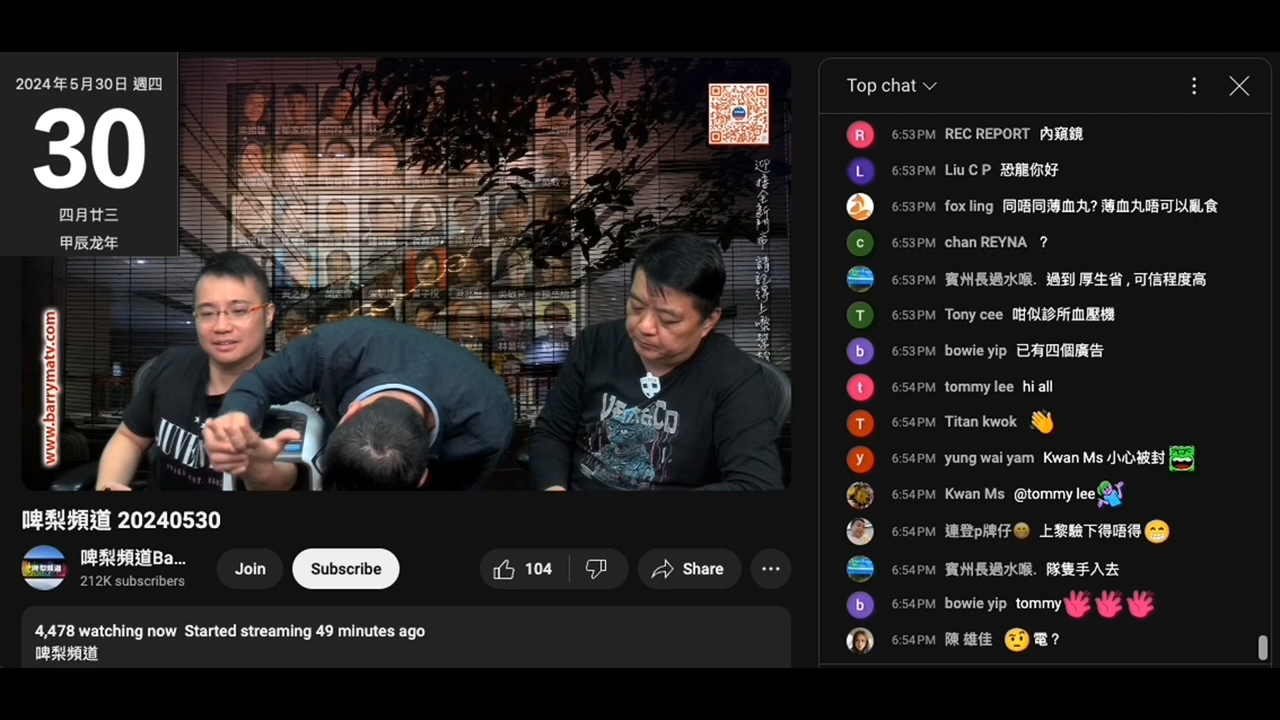 2024年5月30日 週四
30
四月廿三
甲辰龙年
www.barrymatv.com
啤梨頻道 20240530
啤梨頻道Ba...
212K subscribers
Join
Subscribe
104
Share
4,478 watching now Started streaming 49 minutes ago
啤梨頻道
Top chat
R 6:53 PM REC REPORT 內窺鏡
L 6:53 PM Liu C P 恐龍你好
6:53 PM fox ling 同唔同薄血丸? 薄血丸唔可以亂食
c 6:53 PM chan REYNA ?
6:53 PM 賓州長過水喉. 過到 厚生省 , 可信程度高
T 6:53 PM Tony cee 咁似診所血壓機
b 6:53 PM bowie yip 已有四個廣告
t 6:54 PM tommy lee hi all
T 6:54 PM Titan kwok 👋
y 6:54 PM yung wai yam Kwan Ms 小心被封
6:54 PM Kwan Ms @tommy lee
6:54 PM 連登p牌仔 上黎驗下得唔得😁
6:54 PM 賓州長過水喉. 隊隻手入去
b 6:54 PM bowie yip tommy
6:54 PM 陳 雄佳 🤨 電 ?